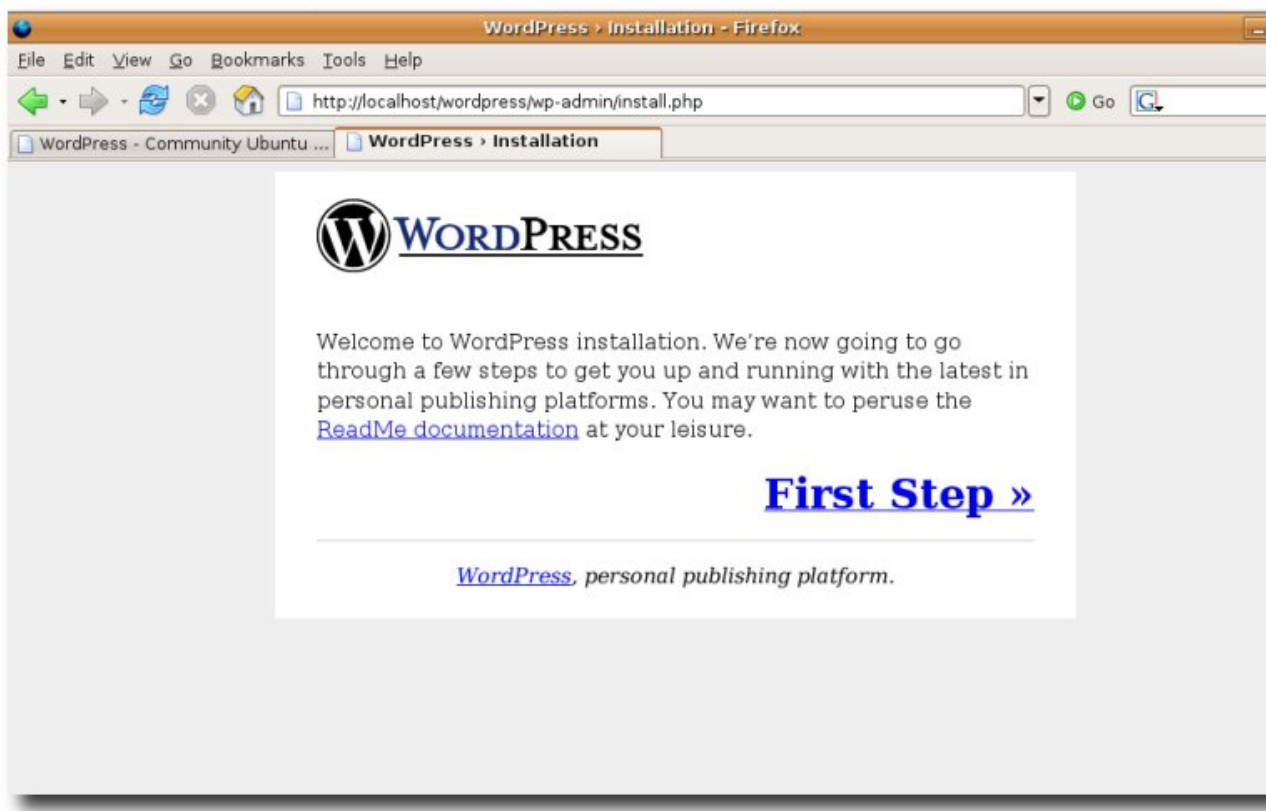 WordPress › Installation - Firefox
File Edit View Go Bookmarks Tools Help
http://localhost/wordpress/wp-admin/install.php Go G
WordPress - Community Ubuntu ... WordPress › Installation
W WORDPRESS
Welcome to WordPress installation. We're now going to go
through a few steps to get you up and running with the latest in
personal publishing platforms. You may want to peruse the
ReadMe documentation at your leisure.
First Step »
WordPress, personal publishing platform.